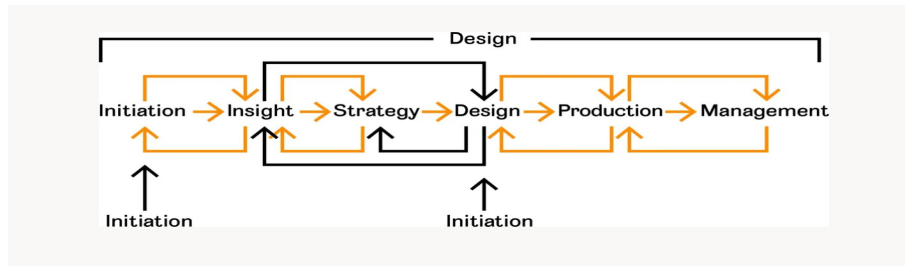 Design
Initiation Insight Strategy Design Production Management
Initiation Initiation